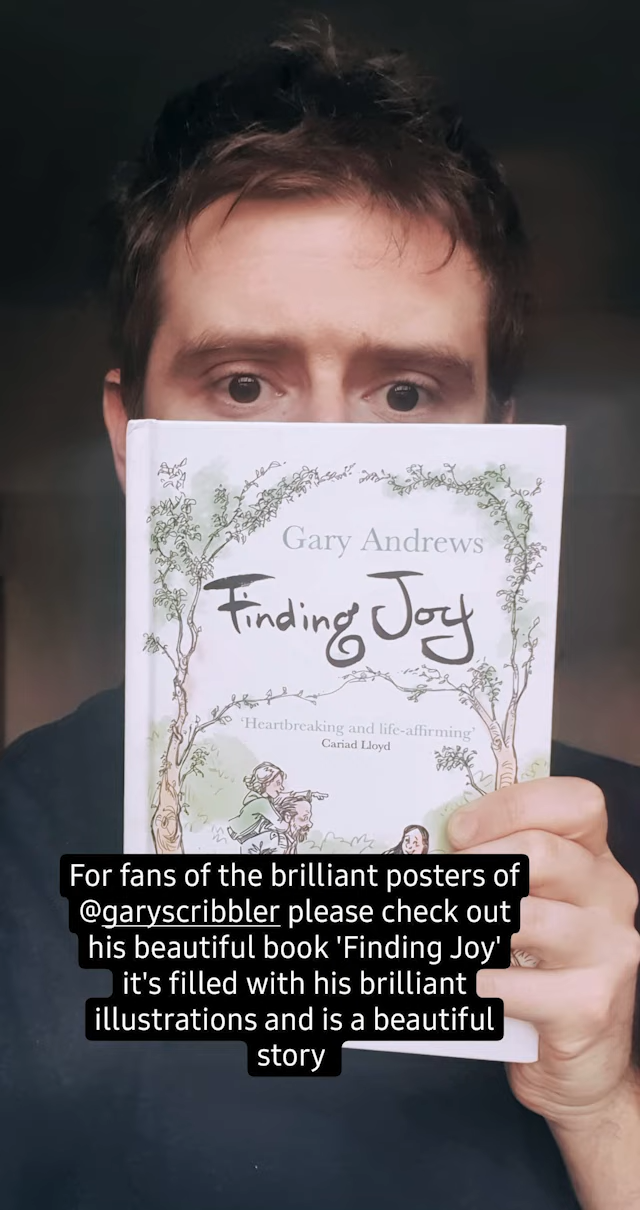 Gary Andrews
Finding Joy
'Heartbreaking and life-affirming'
Cariad Lloyd
For fans of the brilliant posters of
@garyscribbler please check out
his beautiful book 'Finding Joy'
it's filled with his brilliant
illustrations and is a beautiful
story